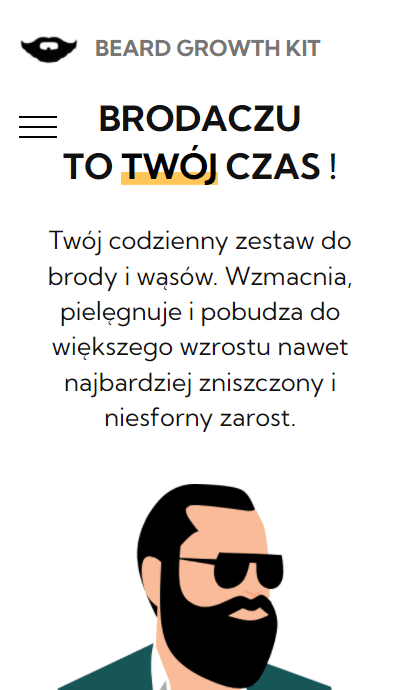 BEARD GROWTH KIT
BRODACZU
TO TWÓJ CZAS !
Twój codzienny zestaw do
brody i wąsów. Wzmacnia,
pielęgnuje i pobudza do
większego wzrostu nawet
najbardziej zniszczony i
niesforny zarost.